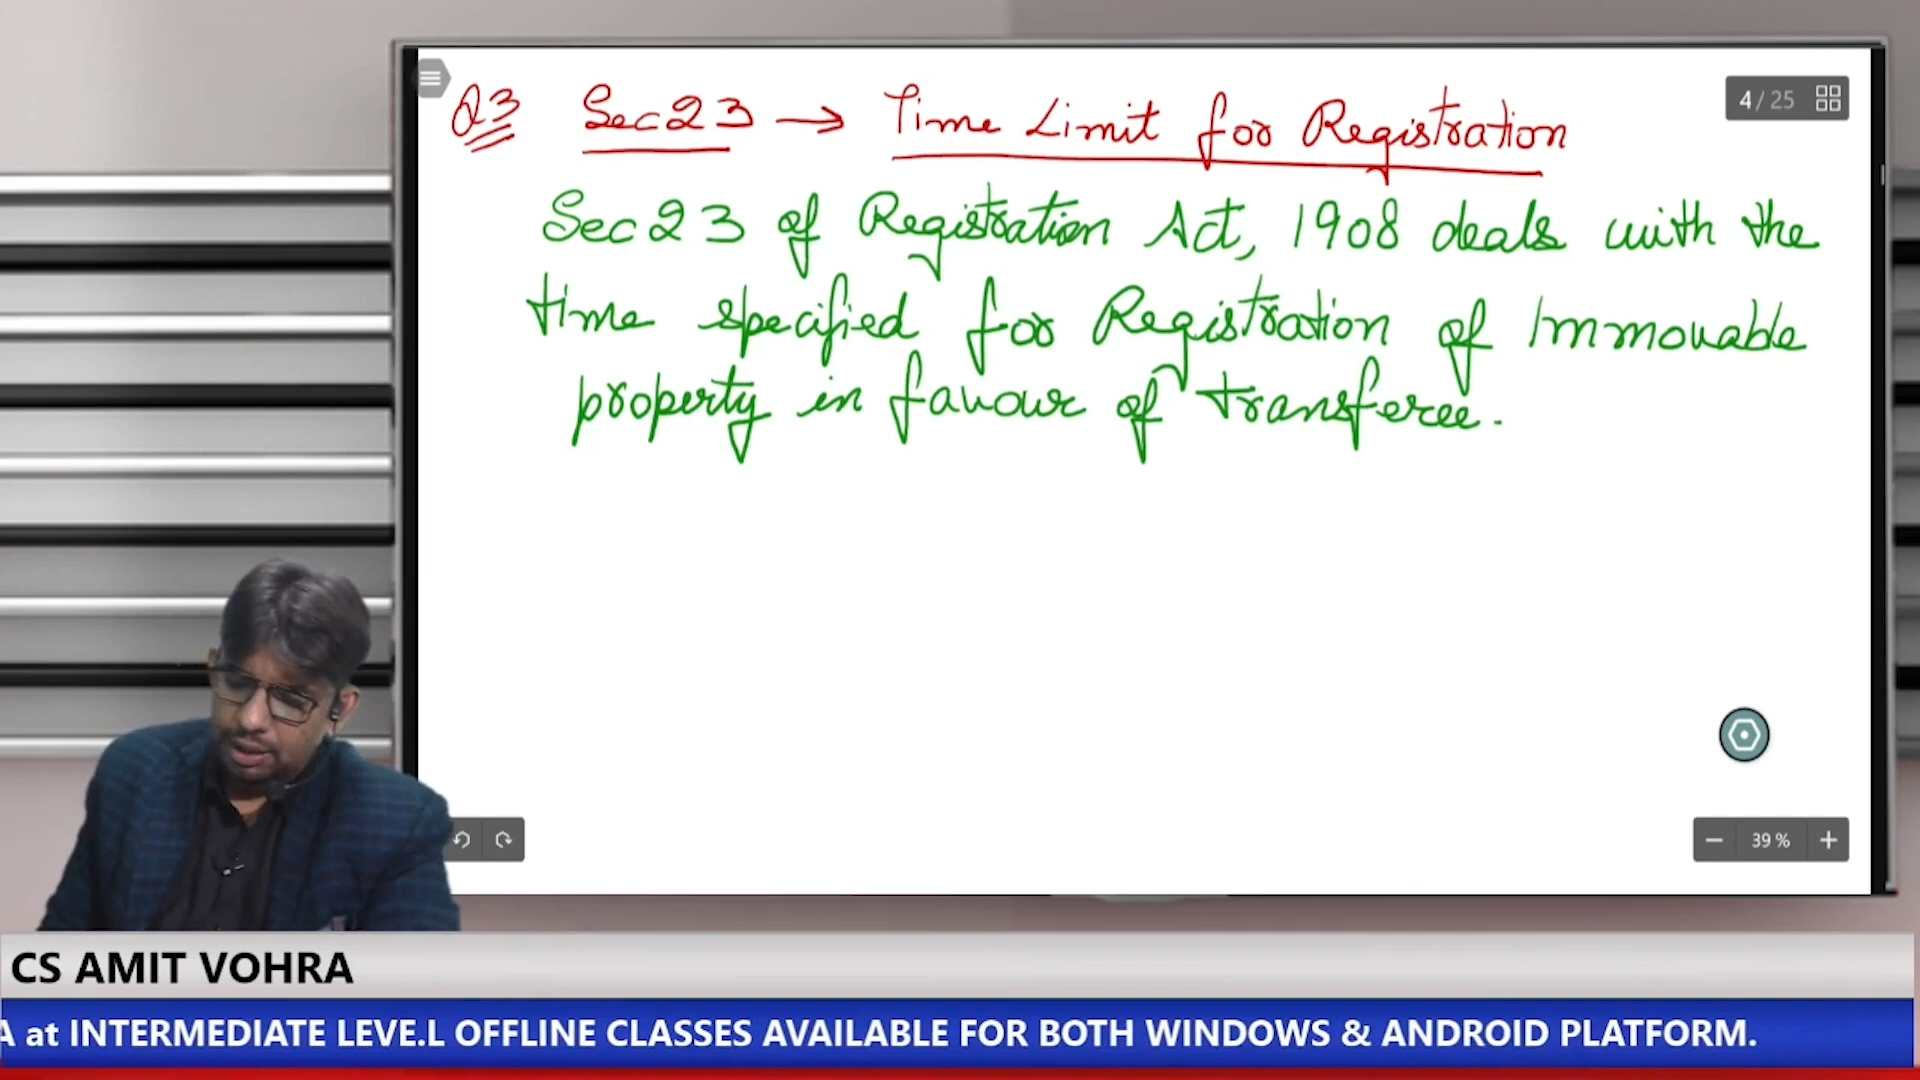 Q3 Sec 23 → Time Limit for Registration
4 / 25
Sec 23 of Registration Act, 1908 deals with the
time specified for Registration of Immovable
property in favour of transferee.
39 %
CS AMIT VOHRA
A at INTERMEDIATE LEVE.L OFFLINE CLASSES AVAILABLE FOR BOTH WINDOWS & ANDROID PLATFORM.